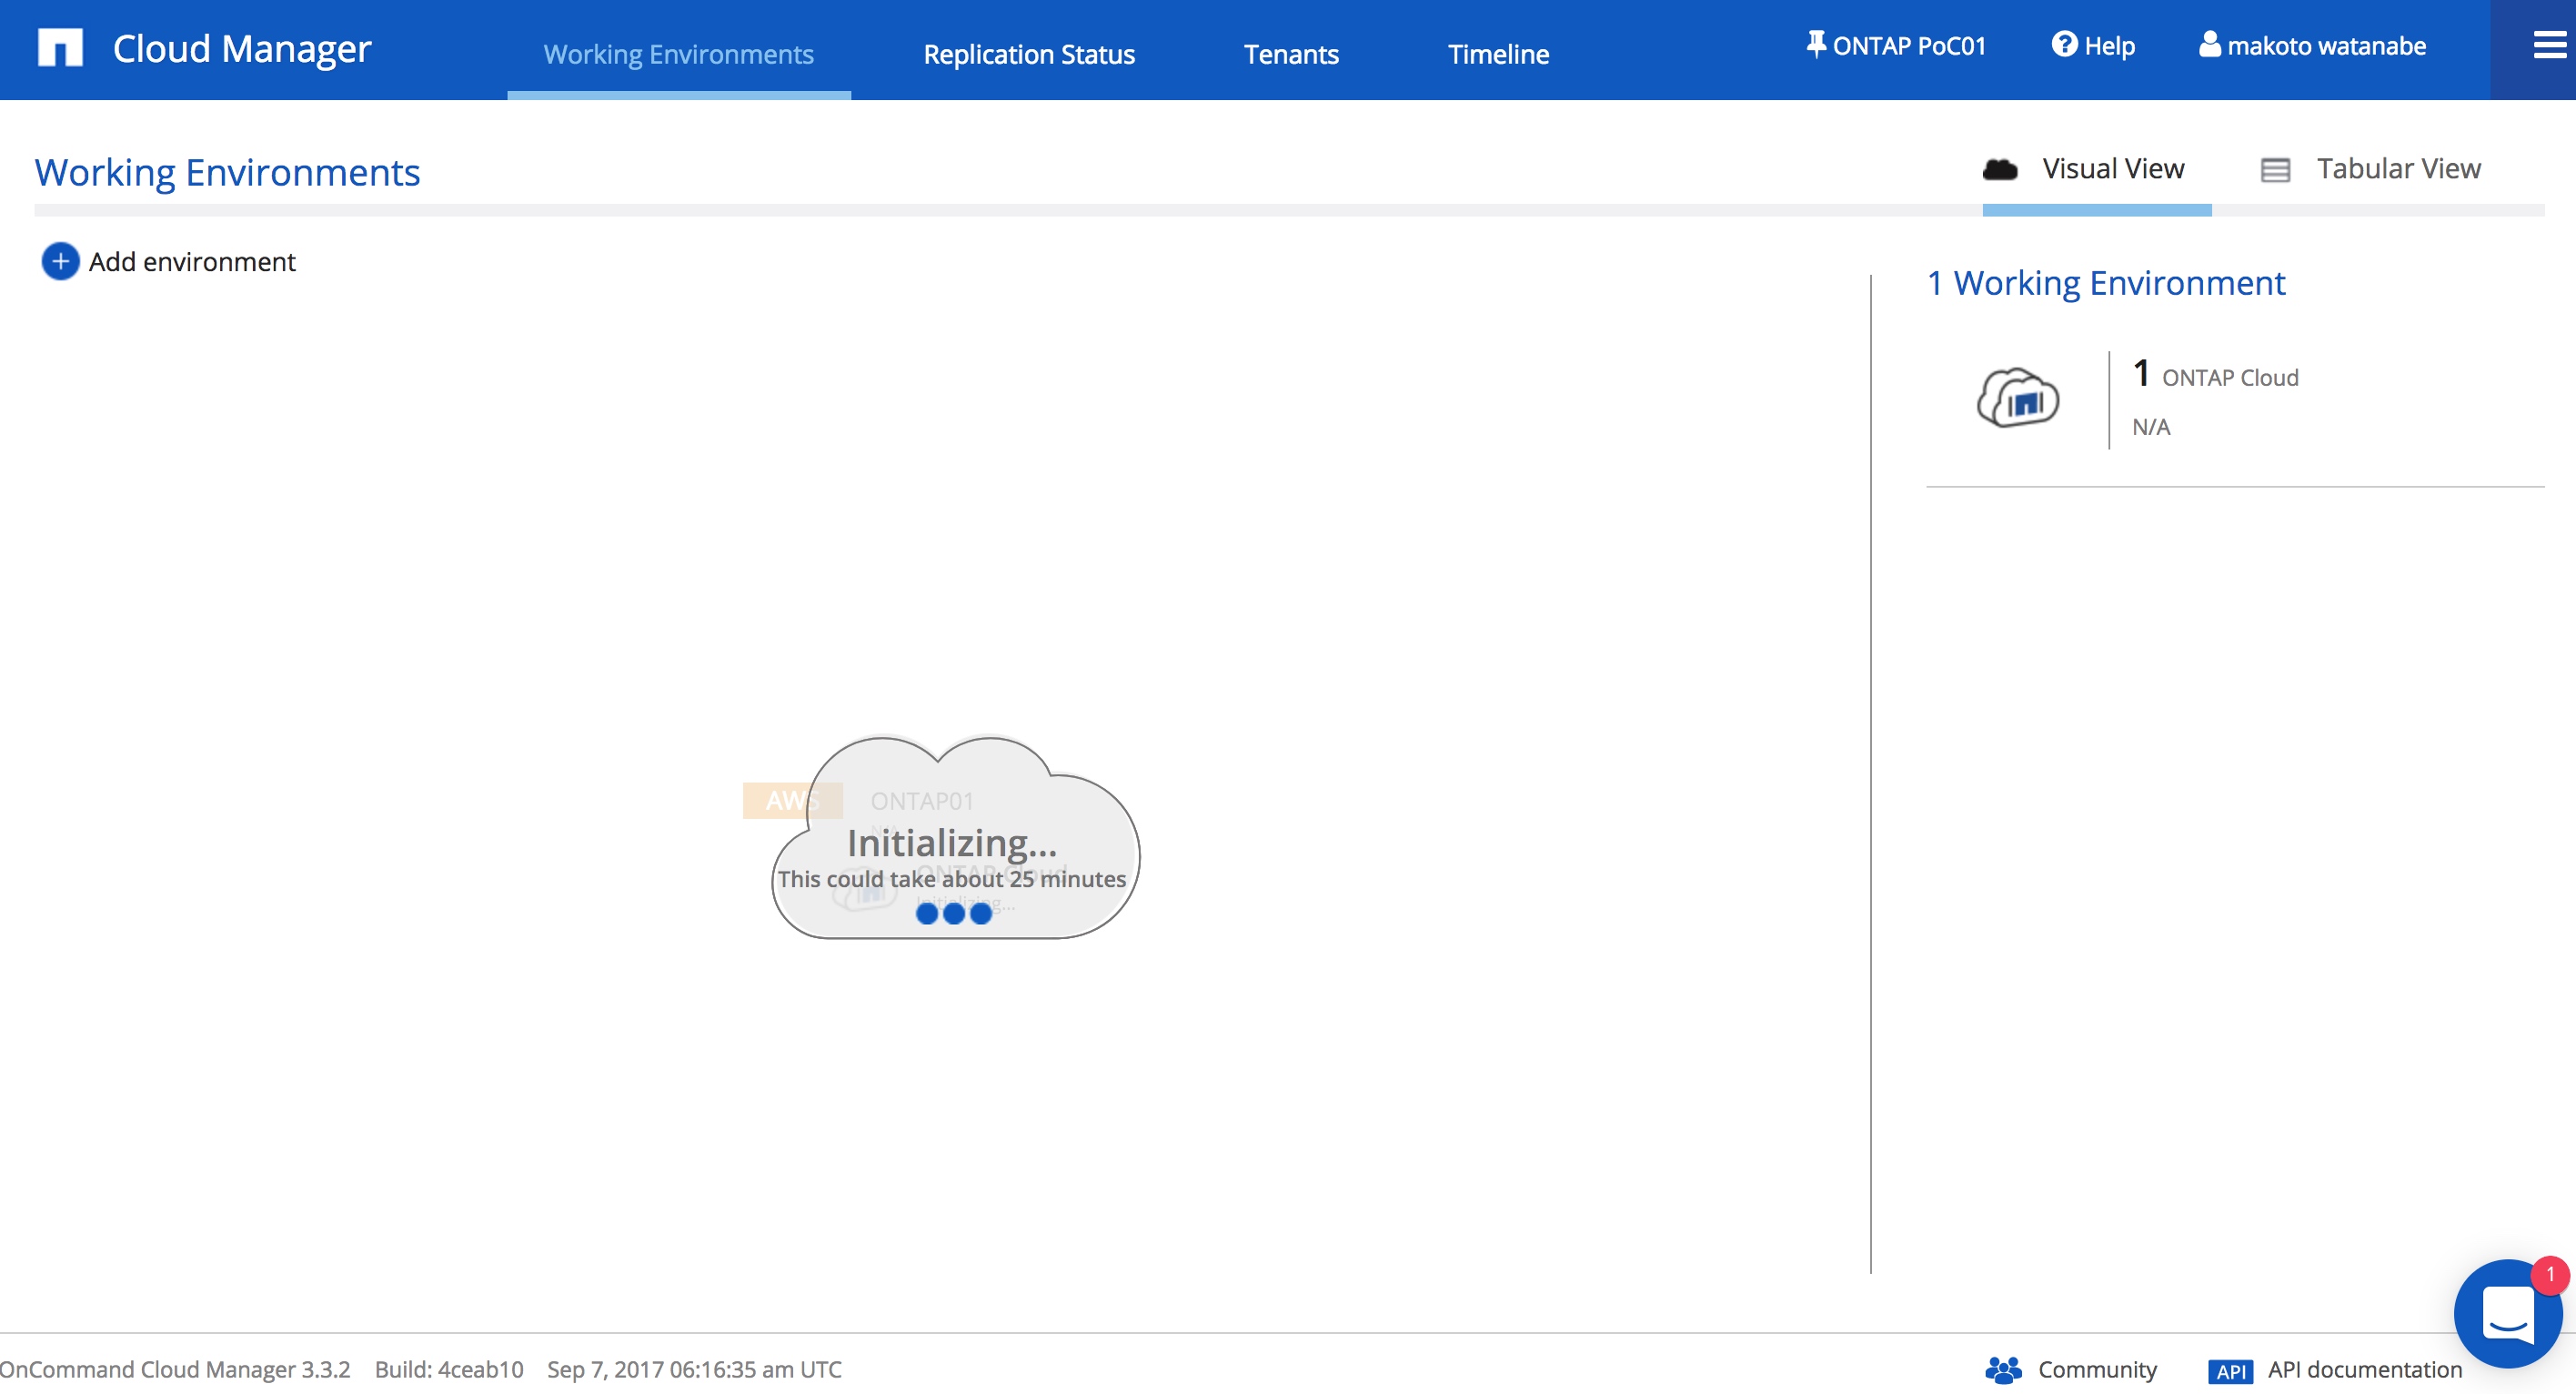 Cloud Manager
Working Environments
Replication Status
Tenants
Timeline
ONTAP PoC01
Help
makoto watanabe
Working Environments
Visual View
Tabular View
Add environment
1 Working Environment
1 ONTAP Cloud
N/A
AWS
ONTAP01
Initializing...
ONTAP Cloud
This could take about 25 minutes
Initializing...
1
OnCommand Cloud Manager 3.3.2 Build: 4ceab10 Sep 7, 2017 06:16:35 am UTC
Community
API API documentation